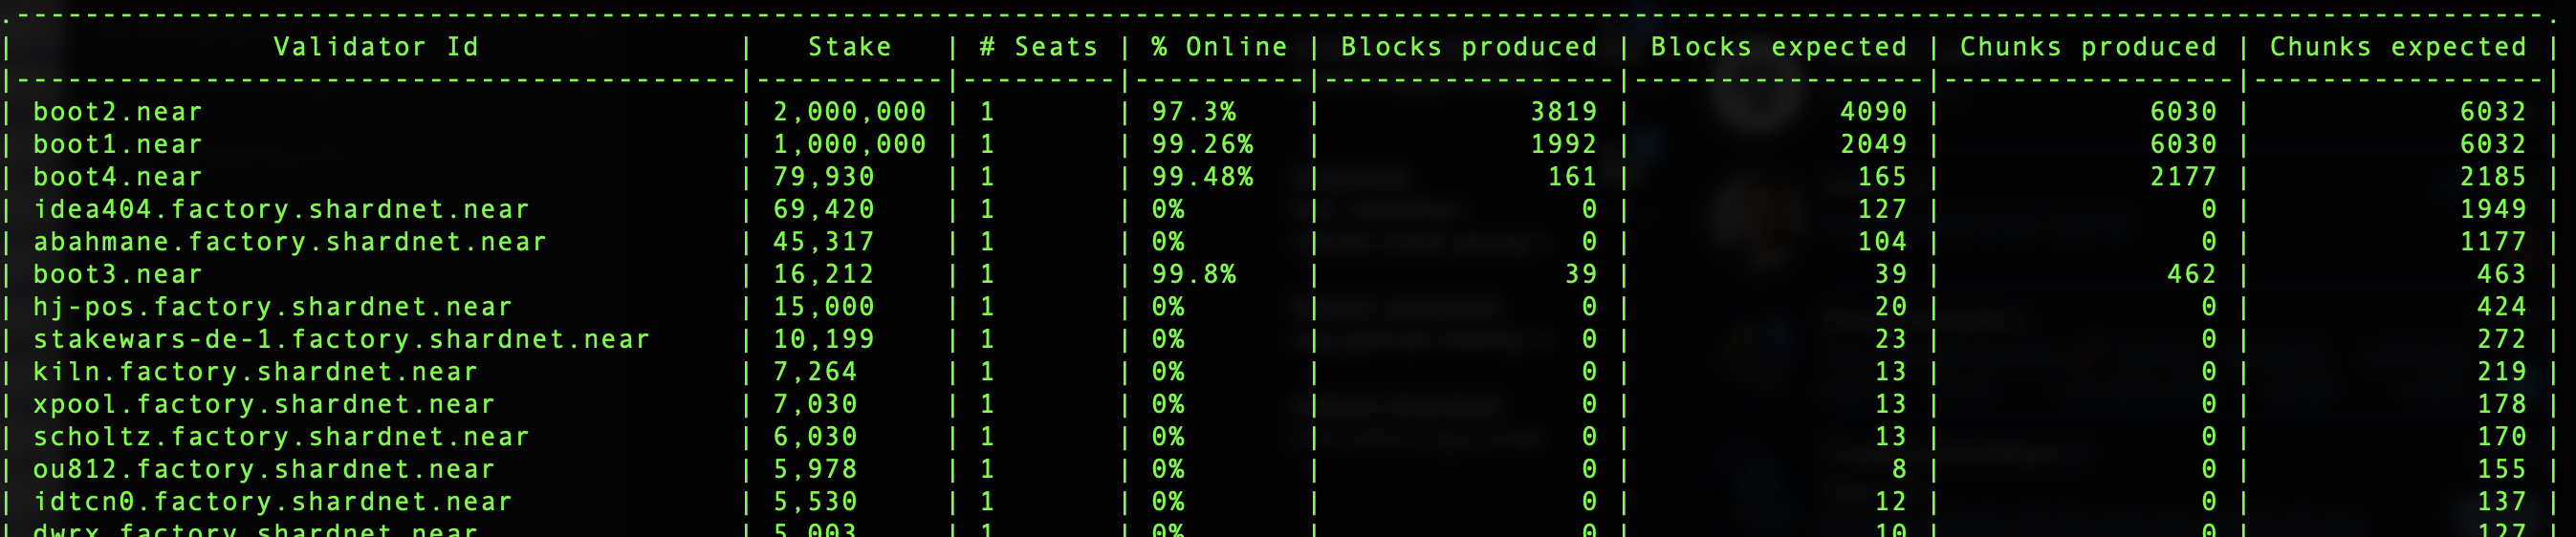 .-----------------------------------------------------------------------------------------------------------------------------------------------------.
| Validator Id | Stake | # Seats | % Online | Blocks produced | Blocks expected | Chunks produced | Chunks expected |
|-------------------------------------------|-----------|---------|----------|-----------------|-----------------|-----------------|-----------------|
| boot2.near | 2,000,000 | 1 | 97.3% | 3819 | 4090 | 6030 | 6032 |
| boot1.near | 1,000,000 | 1 | 99.26% | 1992 | 2049 | 6030 | 6032 |
| boot4.near | 79,930 | 1 | 99.48% | 161 | 165 | 2177 | 2185 |
| idea404.factory.shardnet.near | 69,420 | 1 | 0% | 0 | 127 | 0 | 1949 |
| abahmane.factory.shardnet.near | 45,317 | 1 | 0% | 0 | 104 | 0 | 1177 |
| boot3.near | 16,212 | 1 | 99.8% | 39 | 39 | 462 | 463 |
| hj-pos.factory.shardnet.near | 15,000 | 1 | 0% | 0 | 20 | 0 | 424 |
| stakewars-de-1.factory.shardnet.near | 10,199 | 1 | 0% | 0 | 23 | 0 | 272 |
| kiln.factory.shardnet.near | 7,264 | 1 | 0% | 0 | 13 | 0 | 219 |
| xpool.factory.shardnet.near | 7,030 | 1 | 0% | 0 | 13 | 0 | 178 |
| scholtz.factory.shardnet.near | 6,030 | 1 | 0% | 0 | 13 | 0 | 170 |
| ou812.factory.shardnet.near | 5,978 | 1 | 0% | 0 | 8 | 0 | 155 |
| idtcn0.factory.shardnet.near | 5,530 | 1 | 0% | 0 | 12 | 0 | 137 |
| dwrx.factory.shardnet.near | 5,003 | 1 | 0% | 0 | 10 | 0 | 127 |